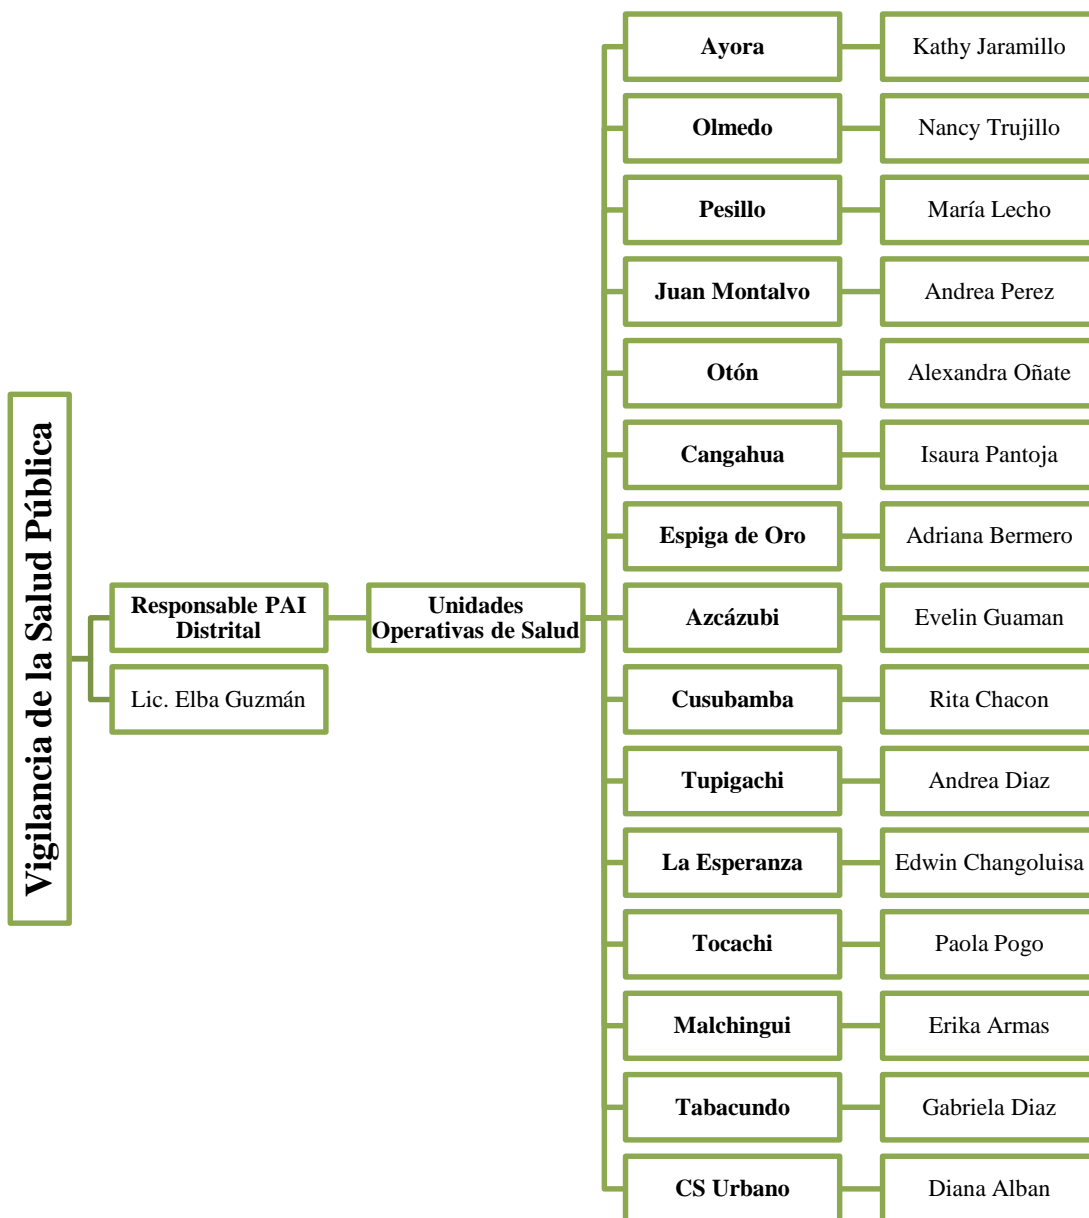 Vigilancia de la Salud Pública
Responsable PAI
Distrital
Lic. Elba Guzmán
Unidades
Operativas de Salud
Ayora
Kathy Jaramillo
Olmedo
Nancy Trujillo
Pesillo
María Lecho
Juan Montalvo
Andrea Perez
Otón
Alexandra Oñate
Cangahua
Isaura Pantoja
Espiga de Oro
Adriana Bermero
Azcázubi
Evelin Guaman
Cusubamba
Rita Chacon
Tupigachi
Andrea Diaz
La Esperanza
Edwin Changoluisa
Tocachi
Paola Pogo
Malchingui
Erika Armas
Tabacundo
Gabriela Diaz
CS Urbano
Diana Alban